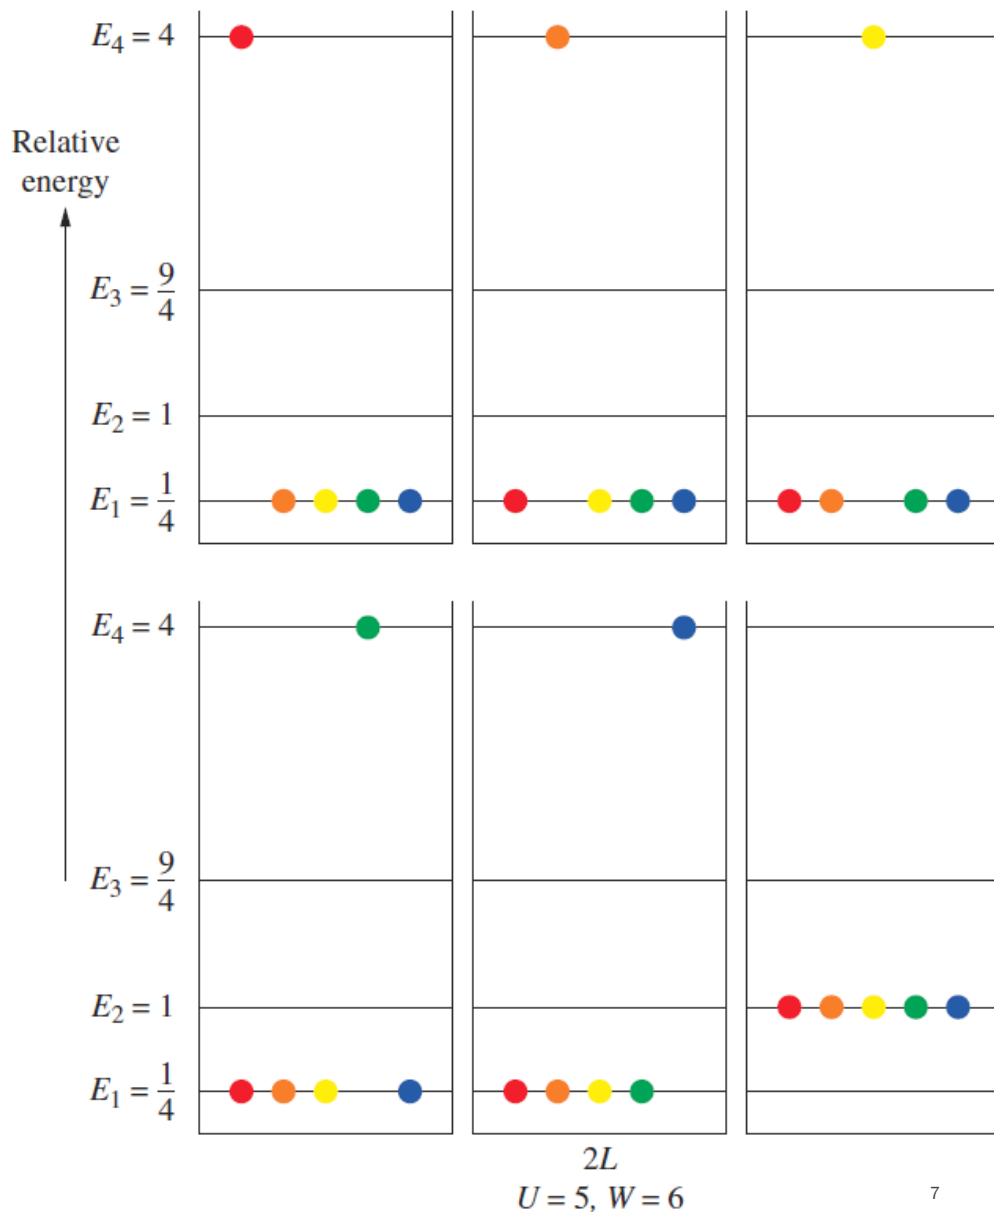 E₄ = 4
Relative
energy
E₃ = 9/4
E₂ = 1
E₁ = 1/4
E₄ = 4
E₃ = 9/4
E₂ = 1
E₁ = 1/4
2L
U = 5, W = 6
7